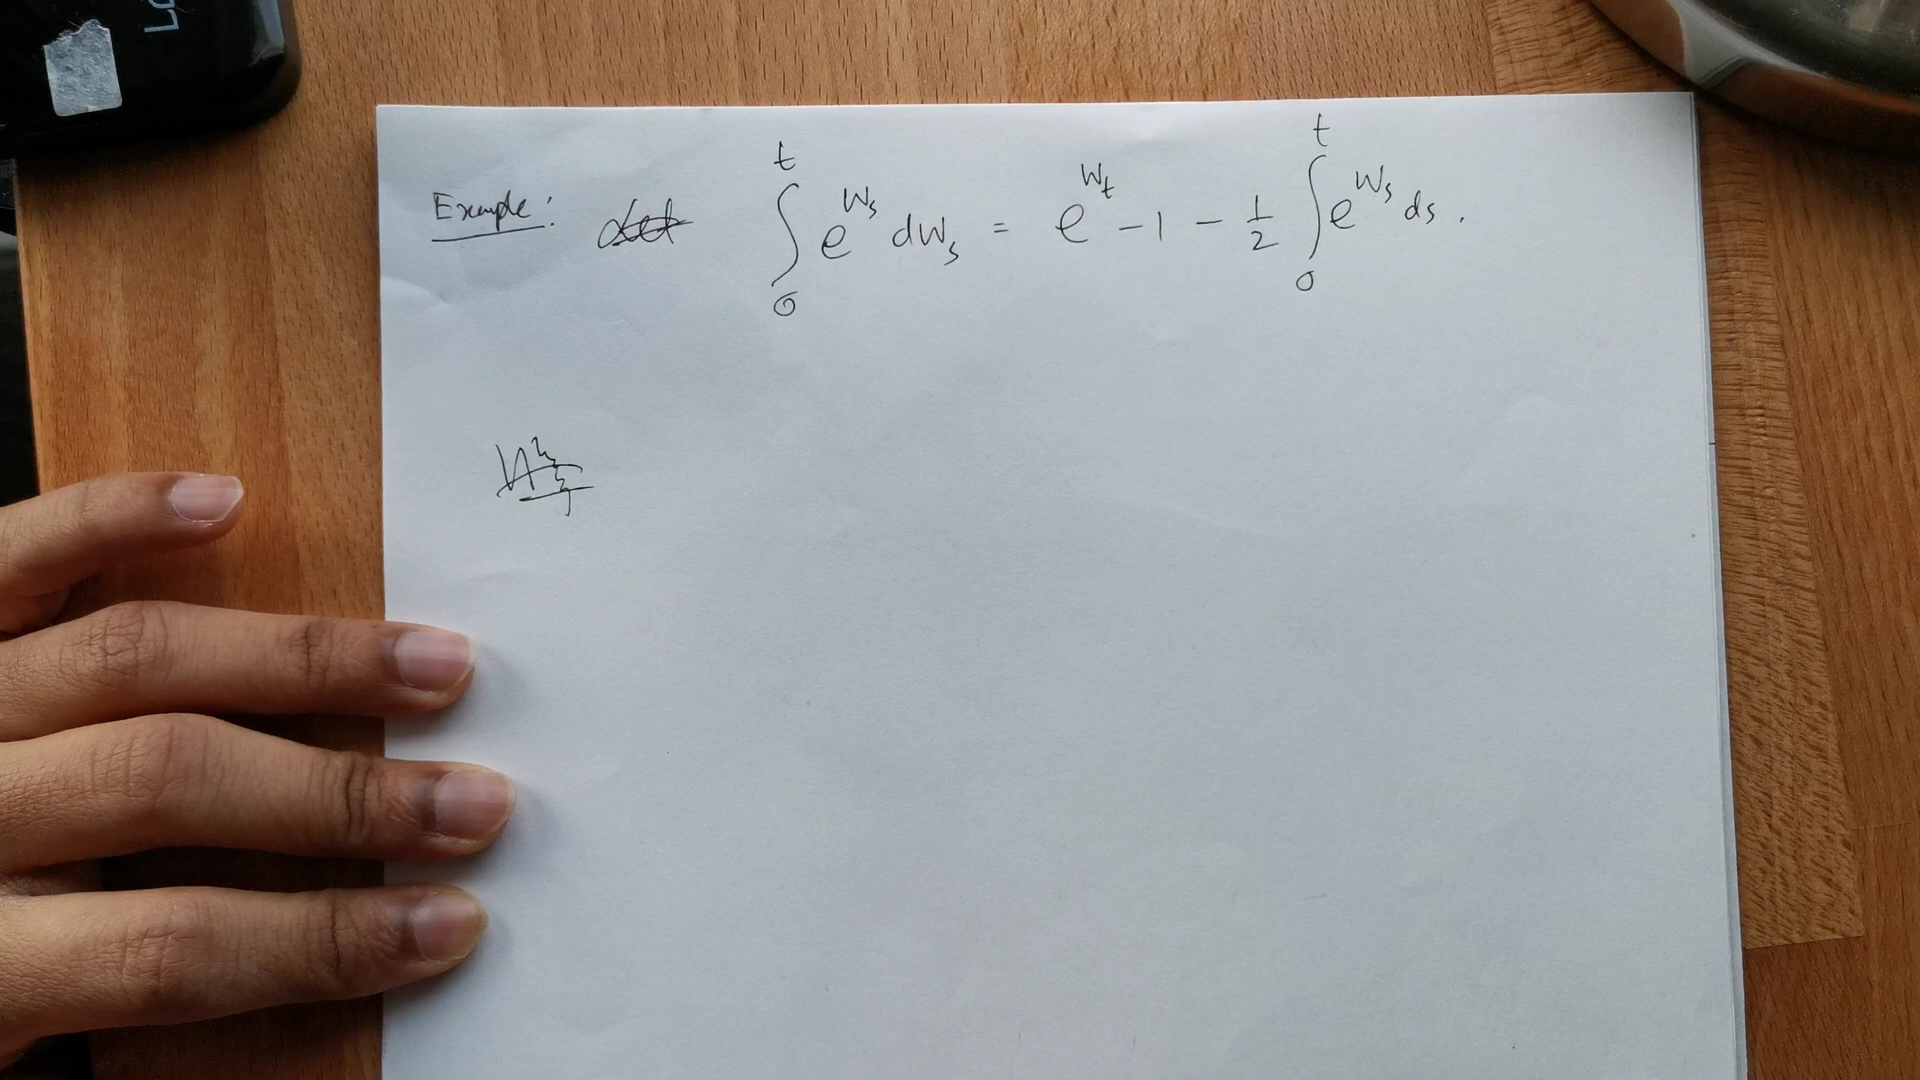 Example: ∫₀ᵗ e^{W_s} dW_s = e^{W_t} - 1 - 1/2 ∫₀ᵗ e^{W_s} ds.